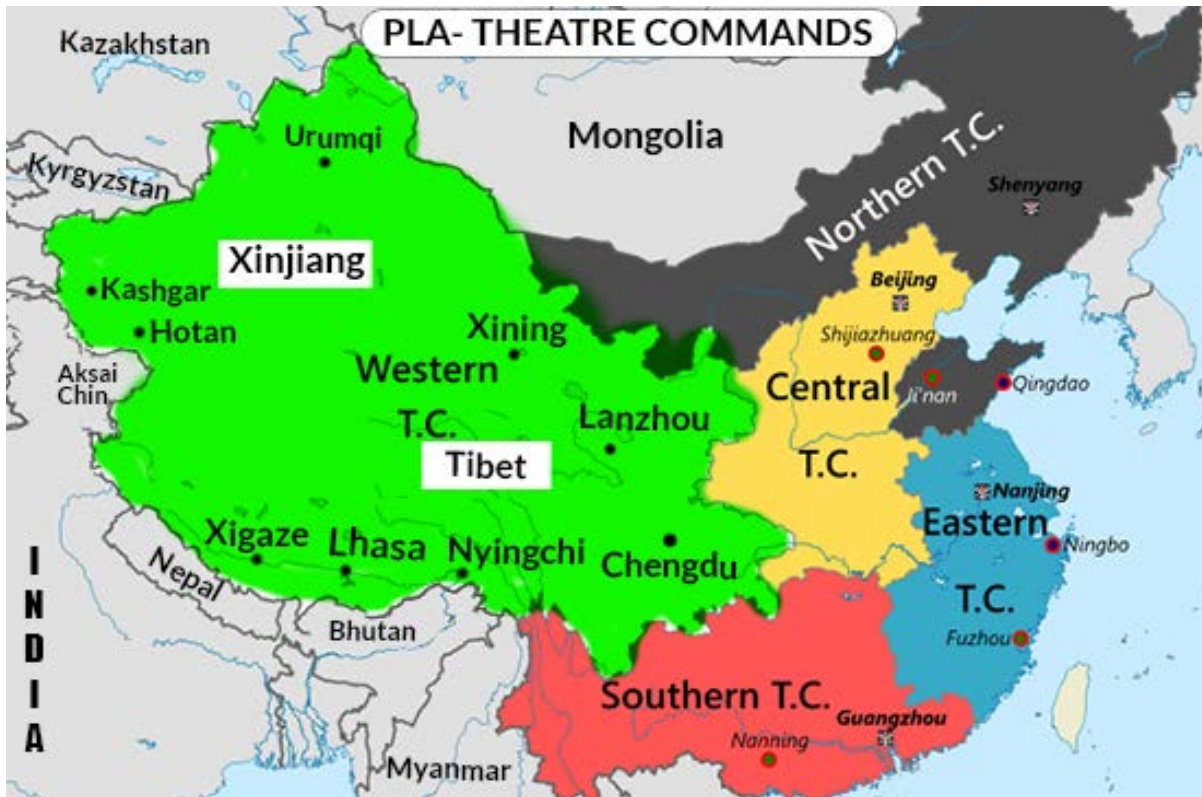 PLA- THEATRE COMMANDS
Kazakhstan
Mongolia
Urumqi
Kyrgyzstan
Northern T.C.
Shenyang
Xinjiang
Beijing
Kashgar
Hotan
Xining
Shijiazhuang
Aksai
Chin
Western
T.C.
Central
T.C.
Ji'nan
Qingdao
Lanzhou
Tibet
Nanjing
Eastern
T.C.
Ningbo
Xigaze
Lhasa
Nyingchi
Chengdu
Nepal
Bhutan
Fuzhou
INDIA
Southern T.C.
Guangzhou
Nanning
Myanmar